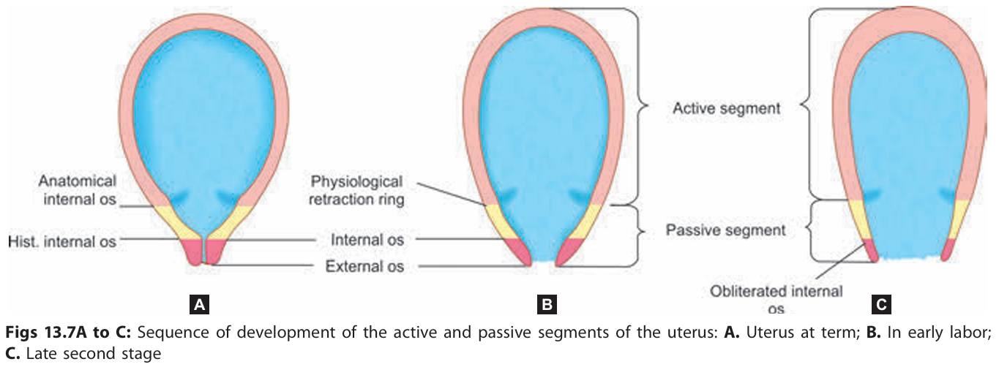 Anatomical
internal os
Hist. internal os
Physiological
retraction ring
Internal os
External os
Active segment
Passive segment
Obliterated internal
os
A
B
C
Figs 13.7A to C: Sequence of development of the active and passive segments of the uterus: A. Uterus at term; B. In early labor;
C. Late second stage